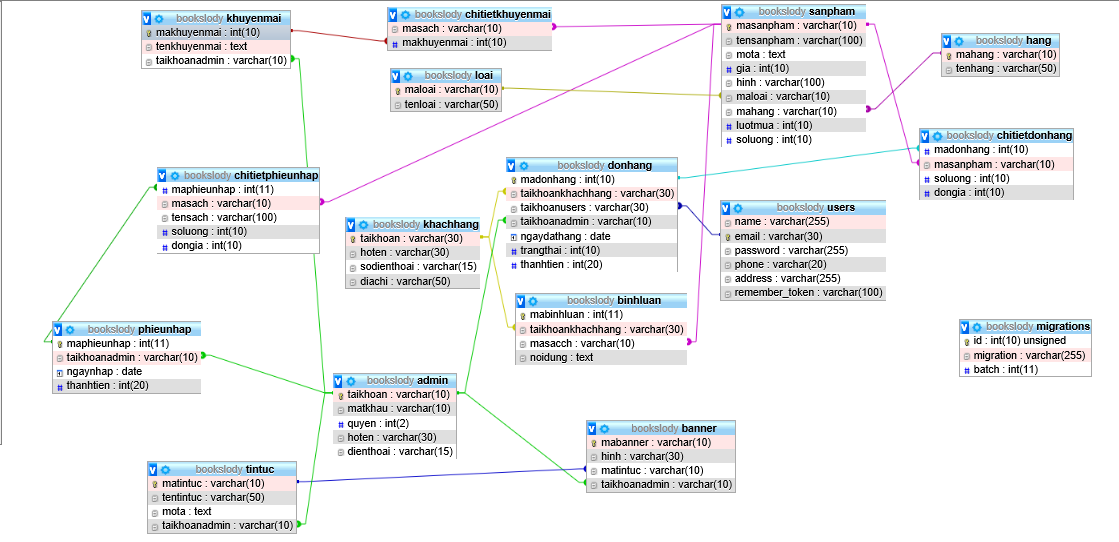 bookslody khuyenmai
makhuyenmai : int(10)
tenkhuyenmai : text
taikhoanadmin : varchar(10)
bookslody chitietkhuyenmai
masach : varchar(10)
makhuyenmai : int(10)
bookslody sanpham
masanpham : varchar(10)
tensanpham : varchar(100)
mota : text
gia : int(10)
hinh : varchar(100)
maloai : varchar(10)
mahang : varchar(10)
luotmua : int(10)
soluong : int(10)
bookslody hang
mahang : varchar(10)
tenhang : varchar(50)
bookslody loai
maloai : varchar(10)
tenloai : varchar(50)
bookslody chitietdonhang
madonhang : int(10)
masanpham : varchar(10)
soluong : int(10)
dongia : int(10)
bookslody chitietphieunhap
maphieunhap : int(11)
masach : varchar(10)
tensach : varchar(100)
soluong : int(10)
dongia : int(10)
bookslody donhang
madonhang : int(10)
taikhoankhachhang : varchar(30)
taikhoanusers : varchar(30)
taikhoanadmin : varchar(10)
ngaydathang : date
trangthai : int(10)
thanhtien : int(20)
bookslody khachhang
taikhoan : varchar(30)
hoten : varchar(30)
sodienthoai : varchar(15)
diachi : varchar(50)
bookslody users
name : varchar(255)
email : varchar(30)
password : varchar(255)
phone : varchar(20)
address : varchar(255)
remember_token : varchar(100)
bookslody binhluan
mabinhluan : int(11)
taikhoankhachhang : varchar(30)
masacch : varchar(10)
noidung : text
bookslody phieunhap
maphieunhap : int(11)
taikhoanadmin : varchar(10)
ngaynhap : date
thanhtien : int(20)
bookslody migrations
id : int(10) unsigned
migration : varchar(255)
batch : int(11)
bookslody admin
taikhoan : varchar(10)
matkhau : varchar(10)
quyen : int(2)
hoten : varchar(30)
dienthoai : varchar(15)
bookslody banner
mabanner : varchar(10)
hinh : varchar(30)
matintuc : varchar(10)
taikhoanadmin : varchar(10)
bookslody tintuc
matintuc : varchar(10)
tentintuc : varchar(50)
mota : text
taikhoanadmin : varchar(10)